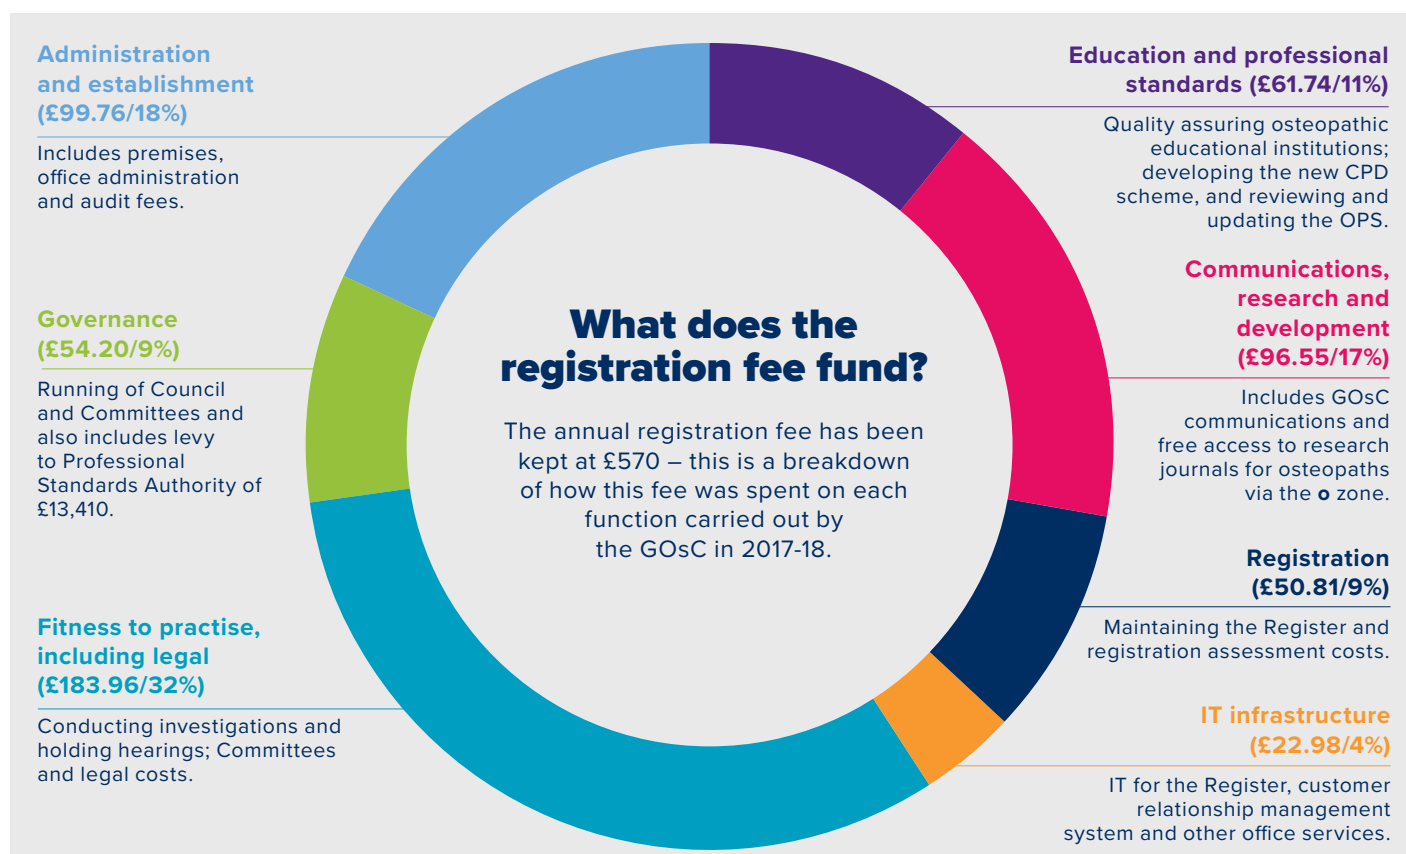 Administration
and establishment
(£99.76/18%)
Includes premises,
office administration
and audit fees.
Governance
(£54.20/9%)
Running of Council
and Committees and
also includes levy
to Professional
Standards Authority of
£13,410.
Fitness to practise,
including legal
(£183.96/32%)
Conducting investigations and
holding hearings; Committees
and legal costs.
What does the
registration fee fund?
The annual registration fee has been
kept at £570 – this is a breakdown
of how this fee was spent on each
function carried out by
the GOsC in 2017-18.
Education and professional
standards (£61.74/11%)
Quality assuring osteopathic
educational institutions;
developing the new CPD
scheme, and reviewing and
updating the OPS.
Communications,
research and
development
(£96.55/17%)
Includes GOsC
communications and
free access to research
journals for osteopaths
via the o zone.
Registration
(£50.81/9%)
Maintaining the Register and
registration assessment costs.
IT infrastructure
(£22.98/4%)
IT for the Register, customer
relationship management
system and other office services.